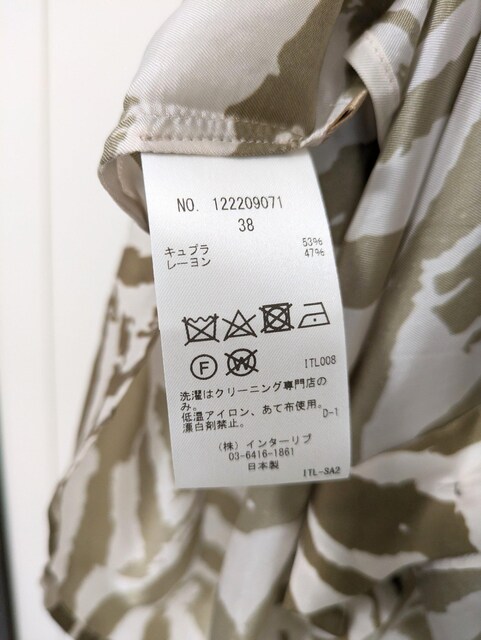 NO. 122209071
38
キュプラ 53%
レーヨン 47%
F W ITL008
洗濯はクリーニング専門店の
み。
低温アイロン、あて布使用。
漂白剤禁止。 D-1
(株) インターリブ
03-6416-1861
日本製
ITL-SA2